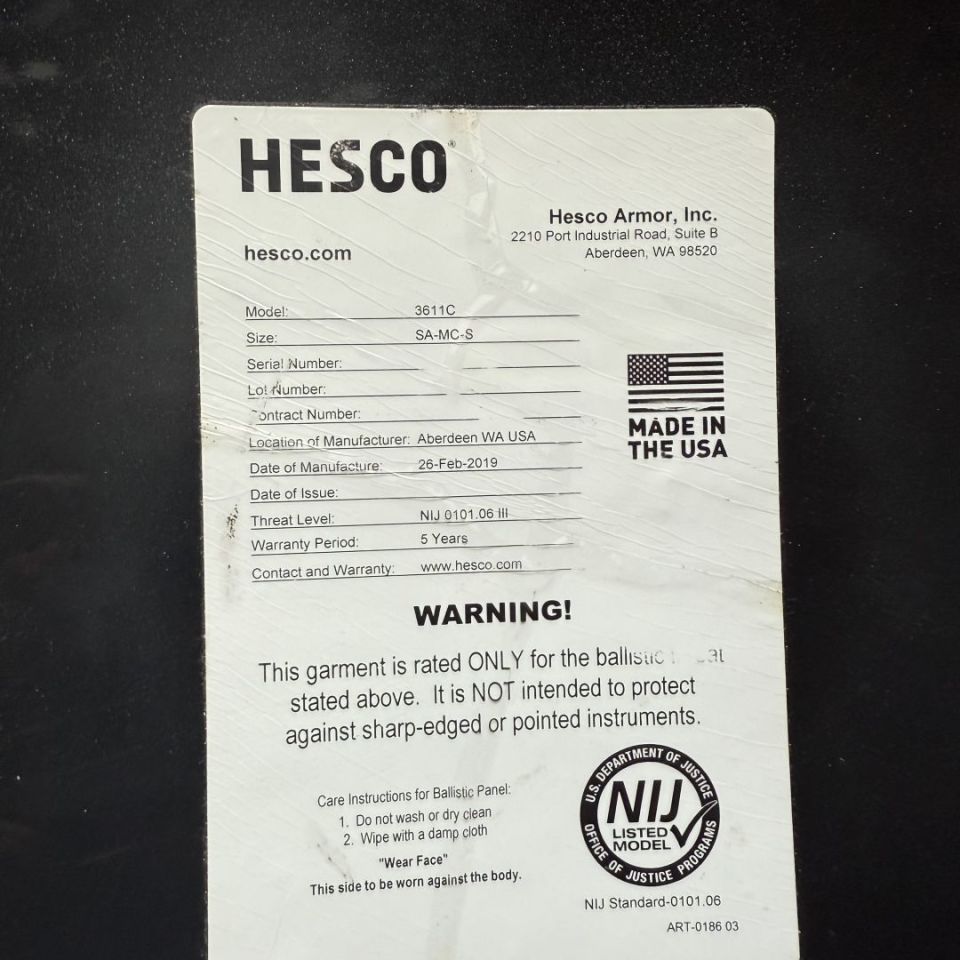 HESCO®
Hesco Armor, Inc.
2210 Port Industrial Road, Suite B
Aberdeen, WA 98520
hesco.com
Model: 3611C
Size: SA-MC-S
Serial Number:
Lot Number:
Contract Number:
Location of Manufacturer: Aberdeen WA USA
Date of Manufacture: 26-Feb-2019
Date of Issue:
Threat Level: NIJ 0101.06 III
Warranty Period: 5 Years
Contact and Warranty: www.hesco.com
MADE IN
THE USA
WARNING!
This garment is rated ONLY for the ballistic
stated above. It is NOT intended to protect
against sharp-edged or pointed instruments.
Care Instructions for Ballistic Panel:
1. Do not wash or dry clean
2. Wipe with a damp cloth
"Wear Face"
This side to be worn against the body.
U.S. DEPARTMENT OF JUSTICE
NIJ
LISTED
MODEL
OFFICE OF JUSTICE PROGRAMS
NIJ Standard-0101.06
ART-0186 03